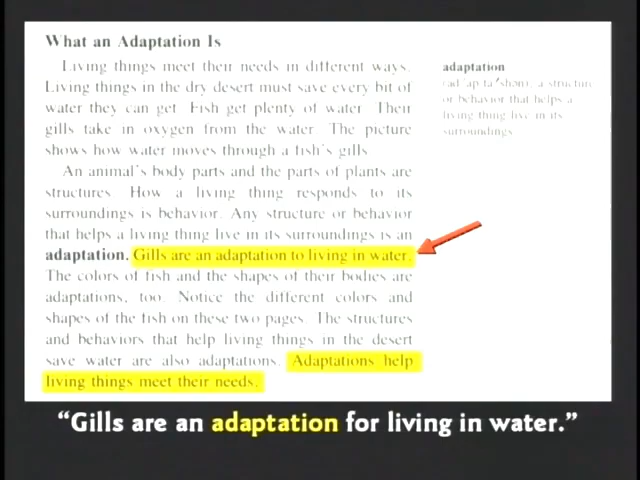 What an Adaptation Is
Living things meet their needs in different ways.
Living things in the dry desert must save every bit of
water they can get. Fish get plenty of water. Their
gills take in oxygen from the water. The picture
shows how water moves through a fish's gills.
An animal's body parts and the parts of plants are
structures. How a living thing responds to its
surroundings is behavior. Any structure or behavior
that helps a living thing live in its surroundings is an
adaptation. Gills are an adaptation to living in water.
The colors of fish and the shapes of their bodies are
adaptations, too. Notice the different colors and
shapes of the fish on these two pages. The structures
and behaviors that help living things in the desert
save water are also adaptations. Adaptations help
living things meet their needs.
adaptation
(ad ap tā′shən), a structure
or behavior that helps a
living thing live in its
surroundings
“Gills are an adaptation for living in water.”